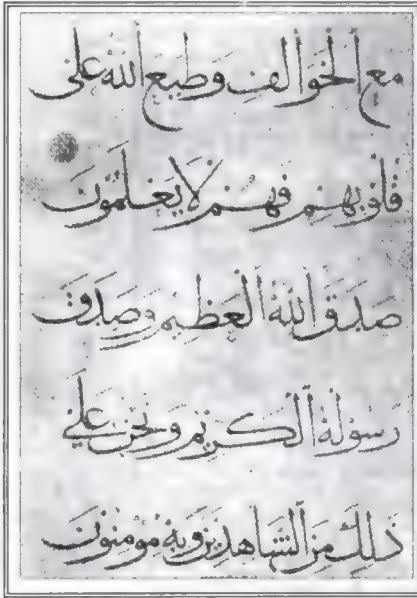 مع الخوالف وطبع الله على
قلوبهم فهم لا يعلمون
صدق الله العظيم وصدق
رسوله الكريم ونحن على
ذلك من الشاهدين وبه مومنون